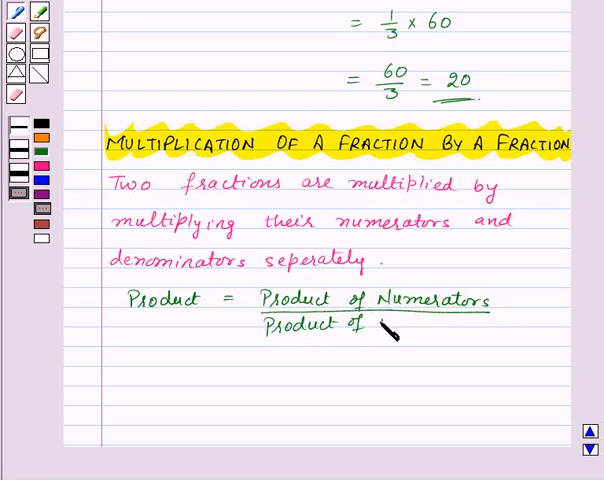 = 1/3 × 60
= 60/3 = 20
MULTIPLICATION OF A FRACTION BY A FRACTION
Two fractions are multiplied by
multiplying their numerators and
denominators seperately.
Product = Product of Numerators
Product of